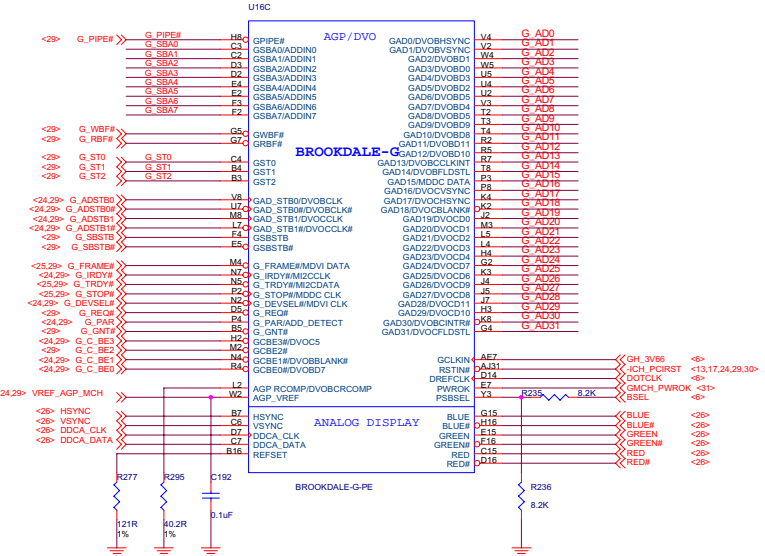 U16C
AGP/DVO
BROOKDALE-G
<29> G_PIPE# G_PIPE# H8 GPIPE#
G_SBA0 C3 GSBA0/ADDIN0
G_SBA1 C2 GSBA1/ADDIN1
G_SBA2 D3 GSBA2/ADDIN2
G_SBA3 D2 GSBA3/ADDIN3
G_SBA4 E4 GSBA4/ADDIN4
G_SBA5 E2 GSBA5/ADDIN5
G_SBA6 F3 GSBA6/ADDIN6
G_SBA7 F2 GSBA7/ADDIN7
<29> G_WBF# G5 GWBF#
<29> G_RBF# G7 GRBF#
<29> G_ST0 G_ST0 C4 GST0
<29> G_ST1 G_ST1 B4 GST1
<29> G_ST2 G_ST2 B3 GST2
<24,29> G_ADSTB0 V8 GAD_STB0/DVOBCLK
<24,29> G_ADSTB0# U7 GAD_STB0#/DVOBCLK#
<24,29> G_ADSTB1 M8 GAD_STB1/DVOCCLK
<24,29> G_ADSTB1# L7 GAD_STB1#/DVOCCLK#
<29> G_SBSTB F4 GSBSTB
<29> G_SBSTB# E5 GSBSTB#
<25,29> G_FRAME# M4 G_FRAME#/MDVI DATA
<24,29> G_IRDY# N7 G_IRDY#/MI2CCLK
<25,29> G_TRDY# N5 G_TRDY#/MI2CDATA
<25,29> G_STOP# P2 G_STOP#/MDDC CLK
<24,29> G_DEVSEL# N2 G_DEVSEL#/MDVI CLK
<29> G_REQ# D5 G_REQ#
<24,29> G_PAR P4 G_PAR/ADD_DETECT
<29> G_GNT# B5 G_GNT#
<24,29> G_C_BE3 H2 GCBE3#/DVOC5
<29> G_C_BE2 M2 GCBE2#
<24,29> G_C_BE1 N4 GCBE1#/DVOBBLANK#
<24,29> G_C_BE0 R4 GCBE0#/DVOBD7
L2 AGP RCOMP/DVOBCRCOMP
24,29> VREF_AGP_MCH W2 AGP_VREF
GAD0/DVOBHSYNC V4 G_AD0
GAD1/DVOBVSYNC V2 G_AD1
GAD2/DVOBD1 W4 G_AD2
GAD3/DVOBD0 W5 G_AD3
GAD4/DVOBD3 U5 G_AD4
GAD5/DVOBD2 U4 G_AD5
GAD6/DVOBD5 U2 G_AD6
GAD7/DVOBD4 V3 G_AD7
GAD8/DVOBD6 T2 G_AD8
GAD9/DVOBD9 T3 G_AD9
GAD10/DVOBD8 T4 G_AD10
GAD11/DVOBD11 R2 G_AD11
GAD12/DVOBD10 R5 G_AD12
GAD13/DVOBCCLKINT R7 G_AD13
GAD14/DVOBFLDSTL T8 G_AD14
GAD15/MDDC DATA P3 G_AD15
GAD16/DVOCVSYNC P8 G_AD16
GAD17/DVOCHSYNC K4 G_AD17
GAD18/DVOCBLANK# K2 G_AD18
GAD19/DVOCD0 J2 G_AD19
GAD20/DVOCD1 M3 G_AD20
GAD21/DVOCD2 L5 G_AD21
GAD22/DVOCD3 L4 G_AD22
GAD23/DVOCD4 H4 G_AD23
GAD24/DVOCD7 G2 G_AD24
GAD25/DVOCD6 K3 G_AD25
GAD26/DVOCD9 J4 G_AD26
GAD27/DVOCD8 J5 G_AD27
GAD28/DVOCD11 J7 G_AD28
GAD29/DVOCD10 H3 G_AD29
GAD30/DVOBCINTR# K8 G_AD30
GAD31/DVOCFLDSTL G4 G_AD31
GCLKIN AE7 GH_3V66 <6>
RSTIN# AJ31 -ICH_PCIRST <13,17,24,29,30>
DREFCLK D14 DOTCLK <6>
PWROK E7 GMCH_PWROK <31>
PSBSEL Y3 R235 8.2K BSEL <6>
ANALOG DISPLAY
<26> HSYNC B7 HSYNC
<26> VSYNC C6 VSYNC
<26> DDCA_CLK D7 DDCA_CLK
<26> DDCA_DATA C7 DDCA_DATA
B16 REFSET
BLUE G15 BLUE <26>
BLUE# H16 BLUE# <26>
GREEN E15 GREEN <26>
GREEN# F16 GREEN# <26>
RED C15 RED <26>
RED# D16 RED# <26>
BROOKDALE-G-PE
R277
121R
1%
R295
40.2R
1%
C192
0.1uF
R236
8.2K